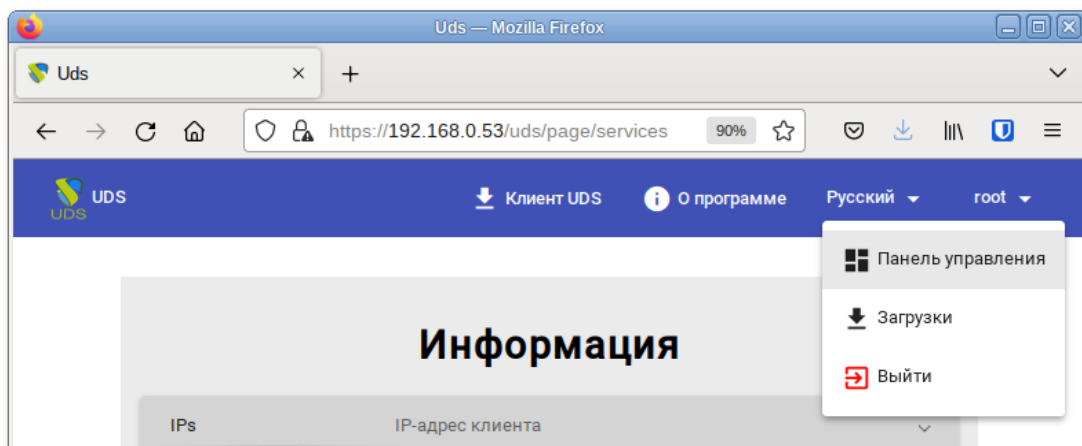 Uds — Mozilla Firefox
Uds
https://192.168.0.53/uds/page/services 90%
UDS UDS Клиент UDS О программе Русский root
Панель управления
Загрузки
Выйти
Информация
IPs IP-адрес клиента